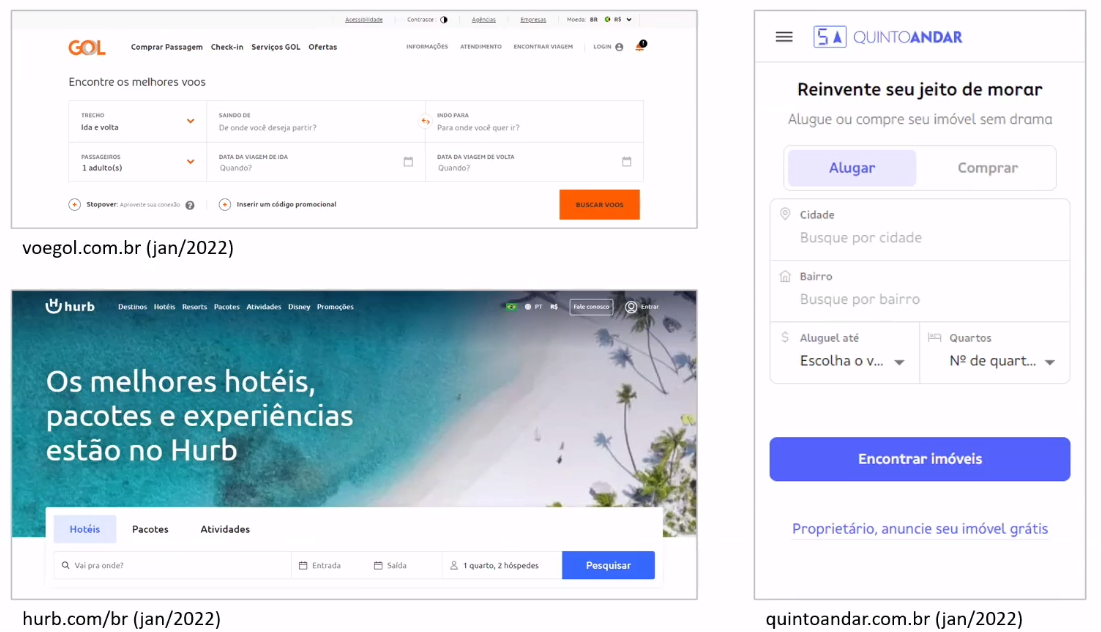 Acessibilidade Contraste: Agências Empresas Moeda: BR R$
GOL Comprar Passagem Check-in Serviços GOL Ofertas INFORMAÇÕES ATENDIMENTO ENCONTRAR VIAGEM LOGIN 1
Encontre os melhores voos
TRECHO SAINDO DE INDO PARA
Ida e volta De onde você deseja partir? Para onde você quer ir?
PASSAGEIROS DATA DA VIAGEM DE IDA DATA DA VIAGEM DE VOLTA
1 adulto(s) Quando? Quando?
Stopover: Aproveite sua conexão ? Inserir um código promocional BUSCAR VOOS
voegol.com.br (jan/2022)
hurb Destinos Hotéis Resorts Pacotes Atividades Disney Promoções PT R$ Fale conosco Entrar
Os melhores hotéis,
pacotes e experiências
estão no Hurb
Hotéis Pacotes Atividades
Vai pra onde? Entrada Saída 1 quarto, 2 hóspedes Pesquisar
hurb.com/br (jan/2022)
5A QUINTOANDAR
Reinvente seu jeito de morar
Alugue ou compre seu imóvel sem drama
Alugar Comprar
Cidade
Busque por cidade
Bairro
Busque por bairro
$ Aluguel até Quartos
Escolha o v... Nº de quart...
Encontrar imóveis
Proprietário, anuncie seu imóvel grátis
quintoandar.com.br (jan/2022)